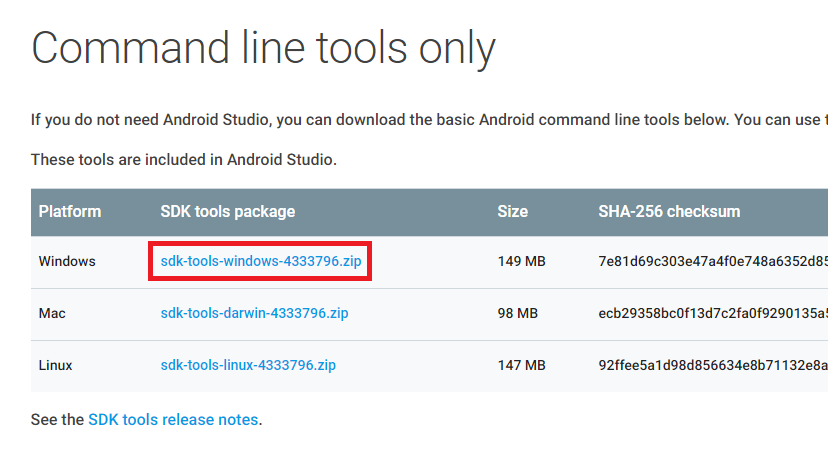 Command line tools only
If you do not need Android Studio, you can download the basic Android command line tools below. You can use
These tools are included in Android Studio.
Platform SDK tools package Size SHA-256 checksum
Windows sdk-tools-windows-4333796.zip 149 MB 7e81d69c303e47a4f0e748a6352d85
Mac sdk-tools-darwin-4333796.zip 98 MB ecb29358bc0f13d7c2fa0f9290135a5
Linux sdk-tools-linux-4333796.zip 147 MB 92ffee5a1d98d856634e8b71132e8a
See the SDK tools release notes.